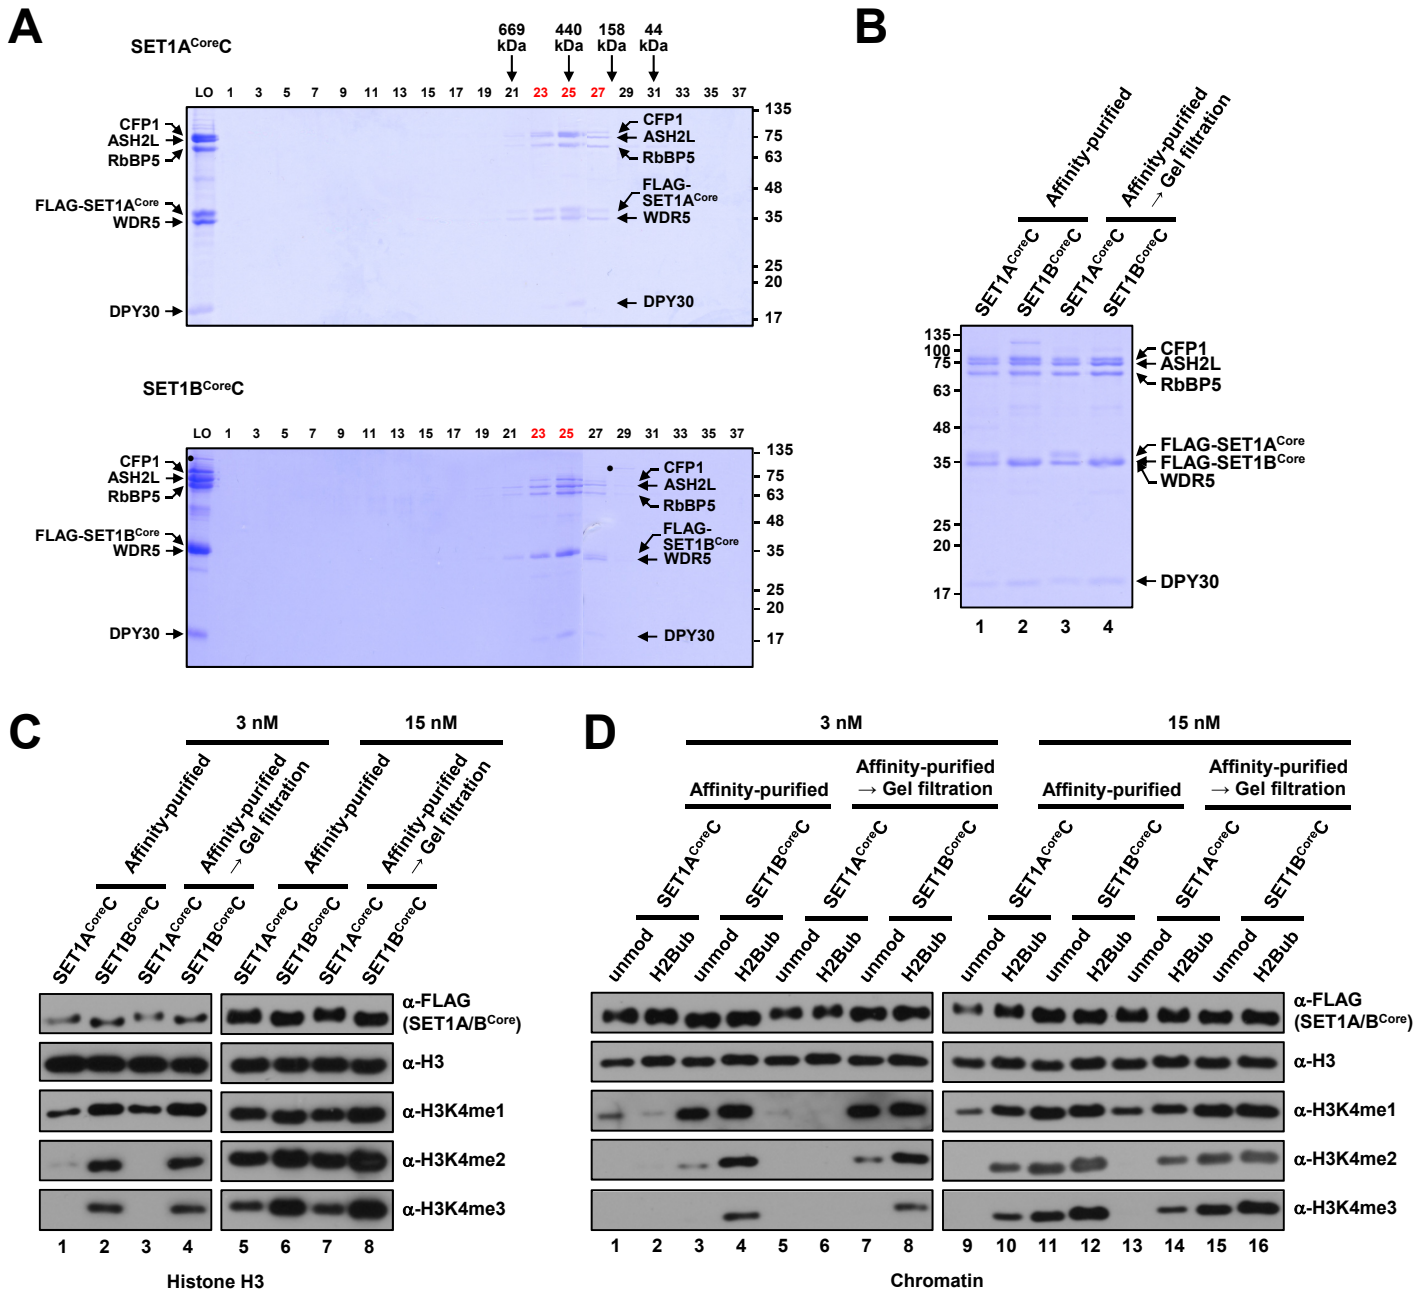 A
SET1ACoreC
669 kDa
440 kDa
158 kDa
44 kDa
LO 1 3 5 7 9 11 13 15 17 19 21 23 25 27 29 31 33 35 37
CFP1
ASH2L
RbBP5
FLAG-SET1ACore
WDR5
DPY30
CFP1
ASH2L
RbBP5
FLAG-
SET1ACore
WDR5
DPY30
135
75
63
48
35
25
20
17
SET1BCoreC
LO 1 3 5 7 9 11 13 15 17 19 21 23 25 27 29 31 33 35 37
CFP1
ASH2L
RbBP5
FLAG-SET1BCore
WDR5
DPY30
CFP1
ASH2L
RbBP5
FLAG-
SET1BCore
WDR5
DPY30
135
75
63
48
35
25
20
17
B
Affinity-purified
Affinity-purified
→ Gel filtration
SET1ACoreC
SET1BCoreC
SET1ACoreC
SET1BCoreC
135
100
75
63
48
35
25
20
17
CFP1
ASH2L
RbBP5
FLAG-SET1ACore
FLAG-SET1BCore
WDR5
DPY30
1 2 3 4
C
3 nM 15 nM
Affinity-purified
Affinity-purified
→ Gel filtration
Affinity-purified
Affinity-purified
→ Gel filtration
SET1ACoreC
SET1BCoreC
SET1ACoreC
SET1BCoreC
SET1ACoreC
SET1BCoreC
SET1ACoreC
SET1BCoreC
α-FLAG
(SET1A/BCore)
α-H3
α-H3K4me1
α-H3K4me2
α-H3K4me3
1 2 3 4 5 6 7 8
Histone H3
D
3 nM 15 nM
Affinity-purified
Affinity-purified
→ Gel filtration
Affinity-purified
Affinity-purified
→ Gel filtration
SET1ACoreC
SET1BCoreC
SET1ACoreC
SET1BCoreC
SET1ACoreC
SET1BCoreC
SET1ACoreC
SET1BCoreC
unmod H2Bub unmod H2Bub unmod H2Bub unmod H2Bub unmod H2Bub unmod H2Bub unmod H2Bub unmod H2Bub
α-FLAG
(SET1A/BCore)
α-H3
α-H3K4me1
α-H3K4me2
α-H3K4me3
1 2 3 4 5 6 7 8 9 10 11 12 13 14 15 16
Chromatin